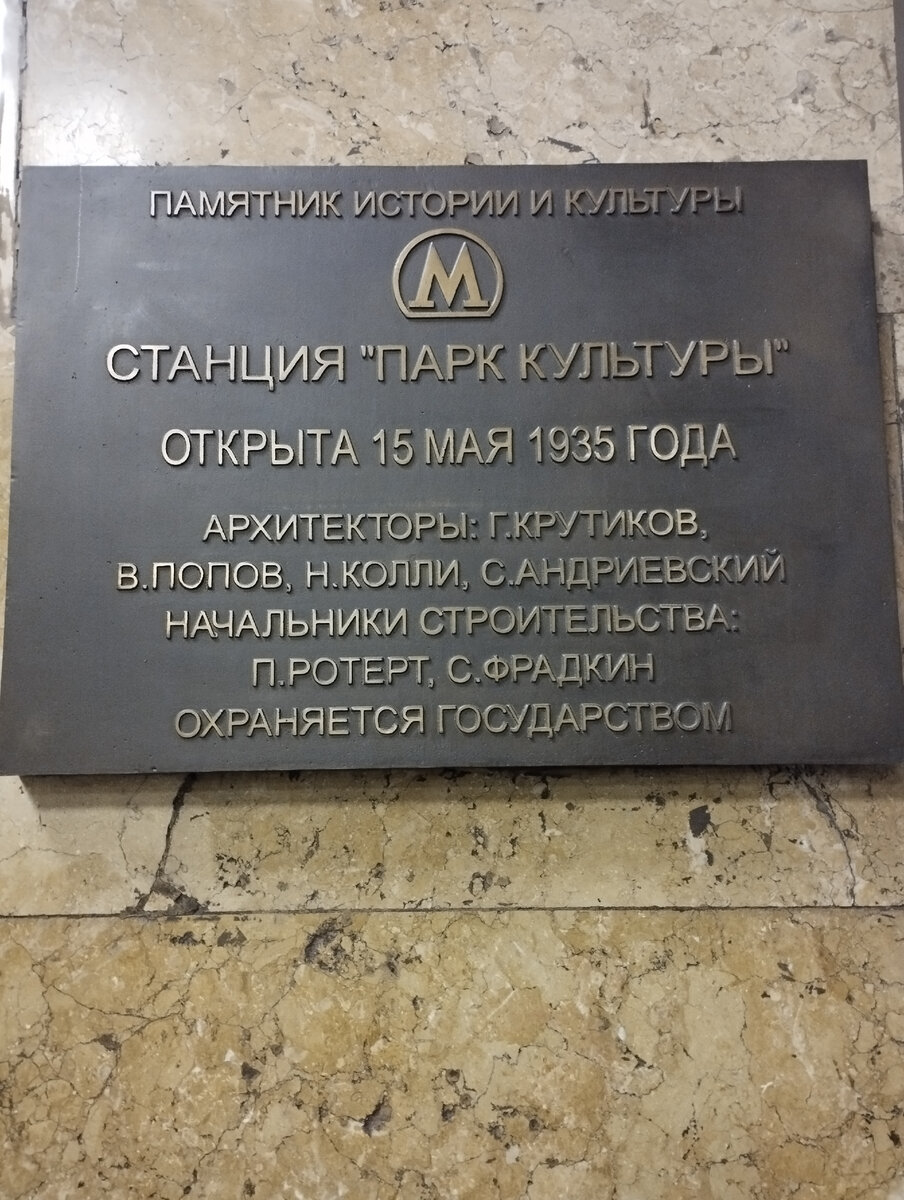 ПАМЯТНИК ИСТОРИИ И КУЛЬТУРЫ
М
СТАНЦИЯ "ПАРК КУЛЬТУРЫ"
ОТКРЫТА 15 МАЯ 1935 ГОДА
АРХИТЕКТОРЫ: Г.КРУТИКОВ,
В.ПОПОВ, Н.КОЛЛИ, С.АНДРИЕВСКИЙ
НАЧАЛЬНИКИ СТРОИТЕЛЬСТВА:
П.РОТЕРТ, С.ФРАДКИН
ОХРАНЯЕТСЯ ГОСУДАРСТВОМ